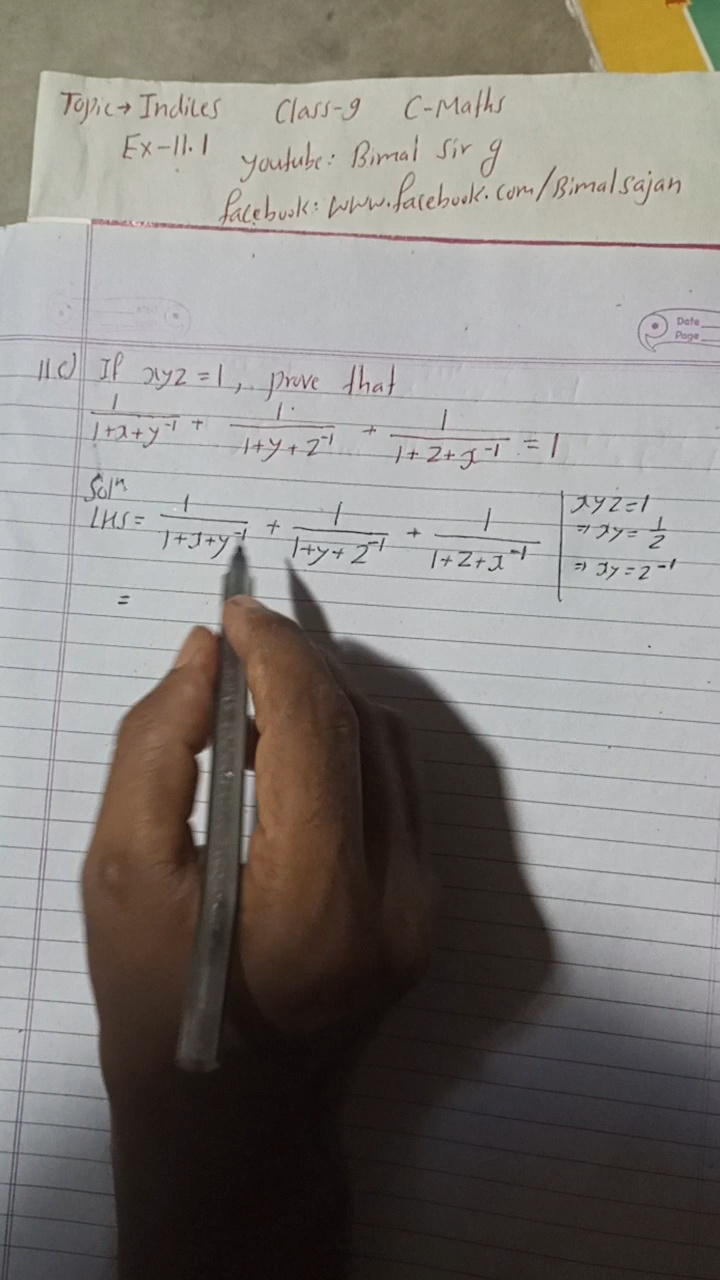 Topic → Indices Class-9 C-Maths
Ex-11.1 youtube: Bimal Sir g
facebook: www.facebook.com/Bimalsajan
Date
Page
11c) If xyz = 1, prove that
1/(1+x+y⁻¹) + 1/(1+y+z⁻¹) + 1/(1+z+x⁻¹) = 1
Solⁿ
LHS = 1/(1+x+y⁻¹) + 1/(1+y+z⁻¹) + 1/(1+z+x⁻¹)
=
xyz=1
⇒ xy = 1/z
⇒ xy = z⁻¹